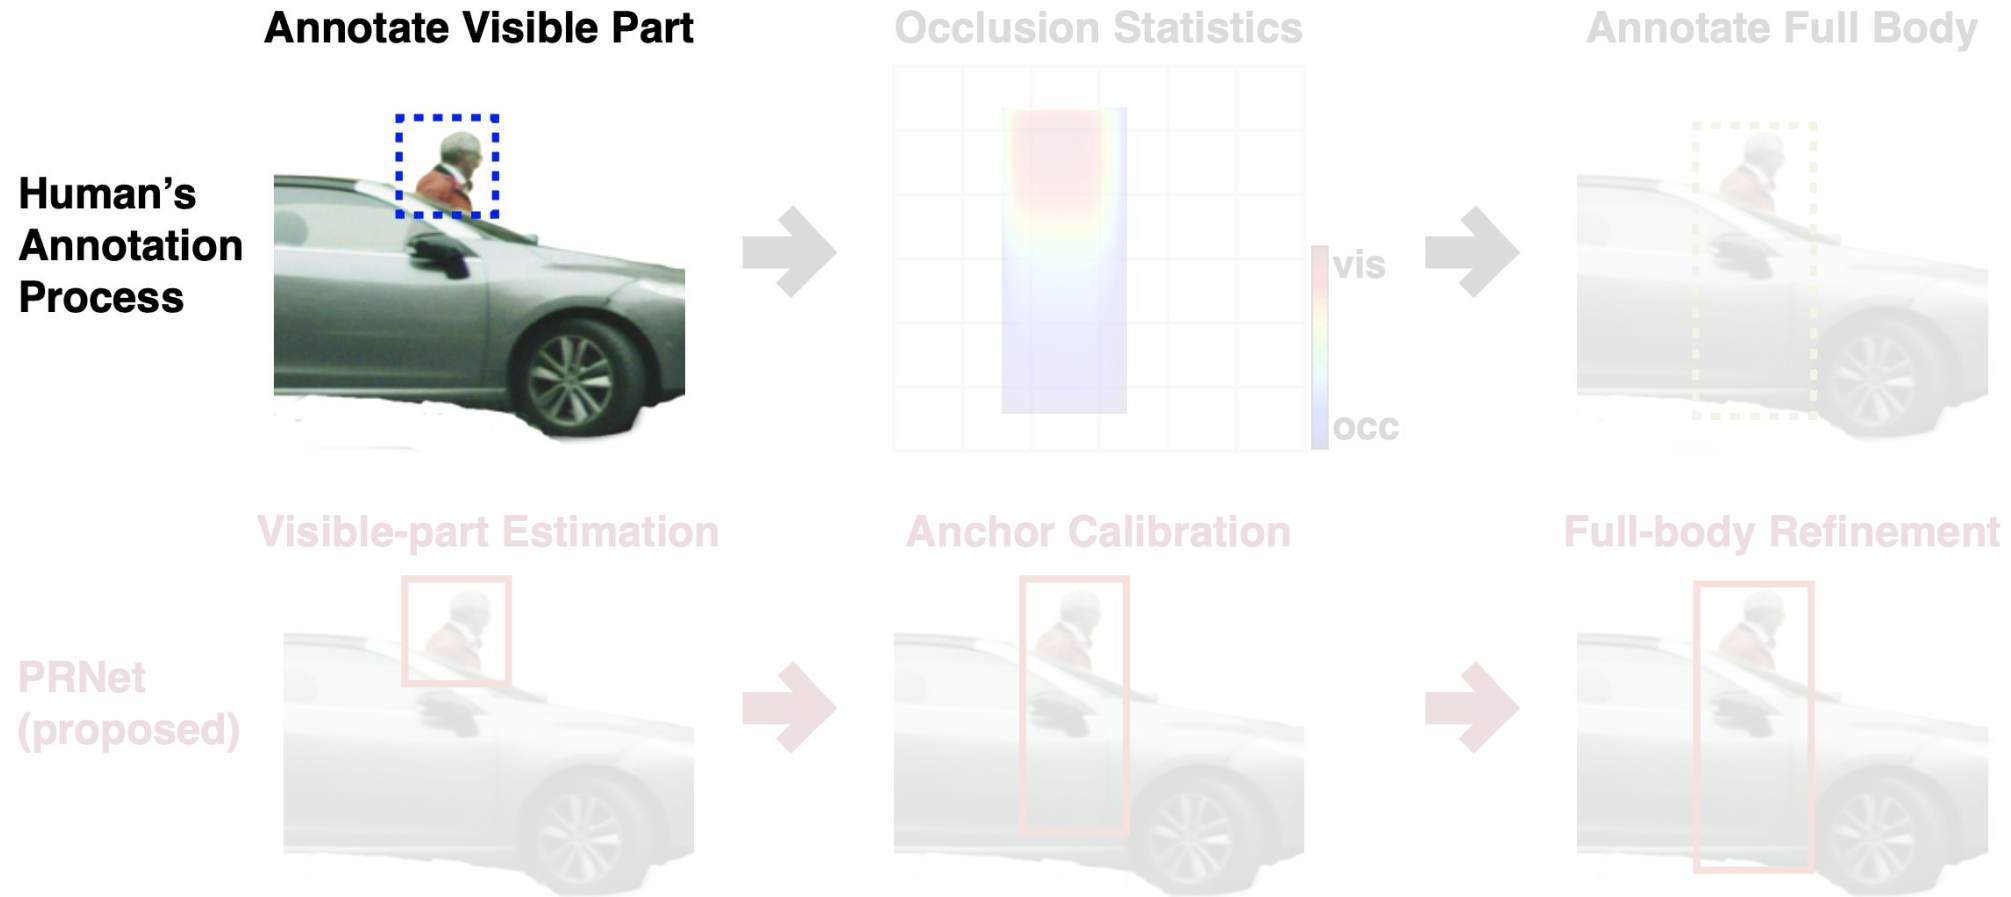 Annotate Visible Part
Occlusion Statistics
Annotate Full Body
Human's
Annotation
Process
vis
occ
Visible-part Estimation
Anchor Calibration
Full-body Refinement
PRNet
(proposed)